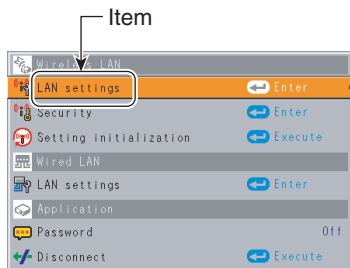 Item
Wireless LAN
LAN settings Enter
Security Enter
Setting initialization Execute
Wired LAN
LAN settings Enter
Application
Password Off
Disconnect Execute